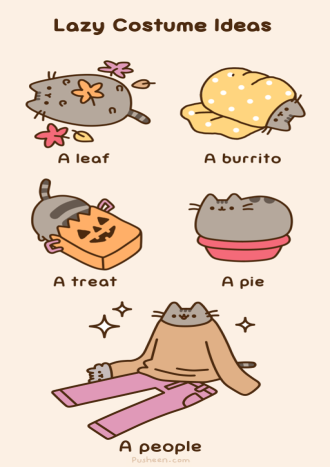 Lazy Costume Ideas
A leaf
A burrito
A treat
A pie
A people
Pusheen.com